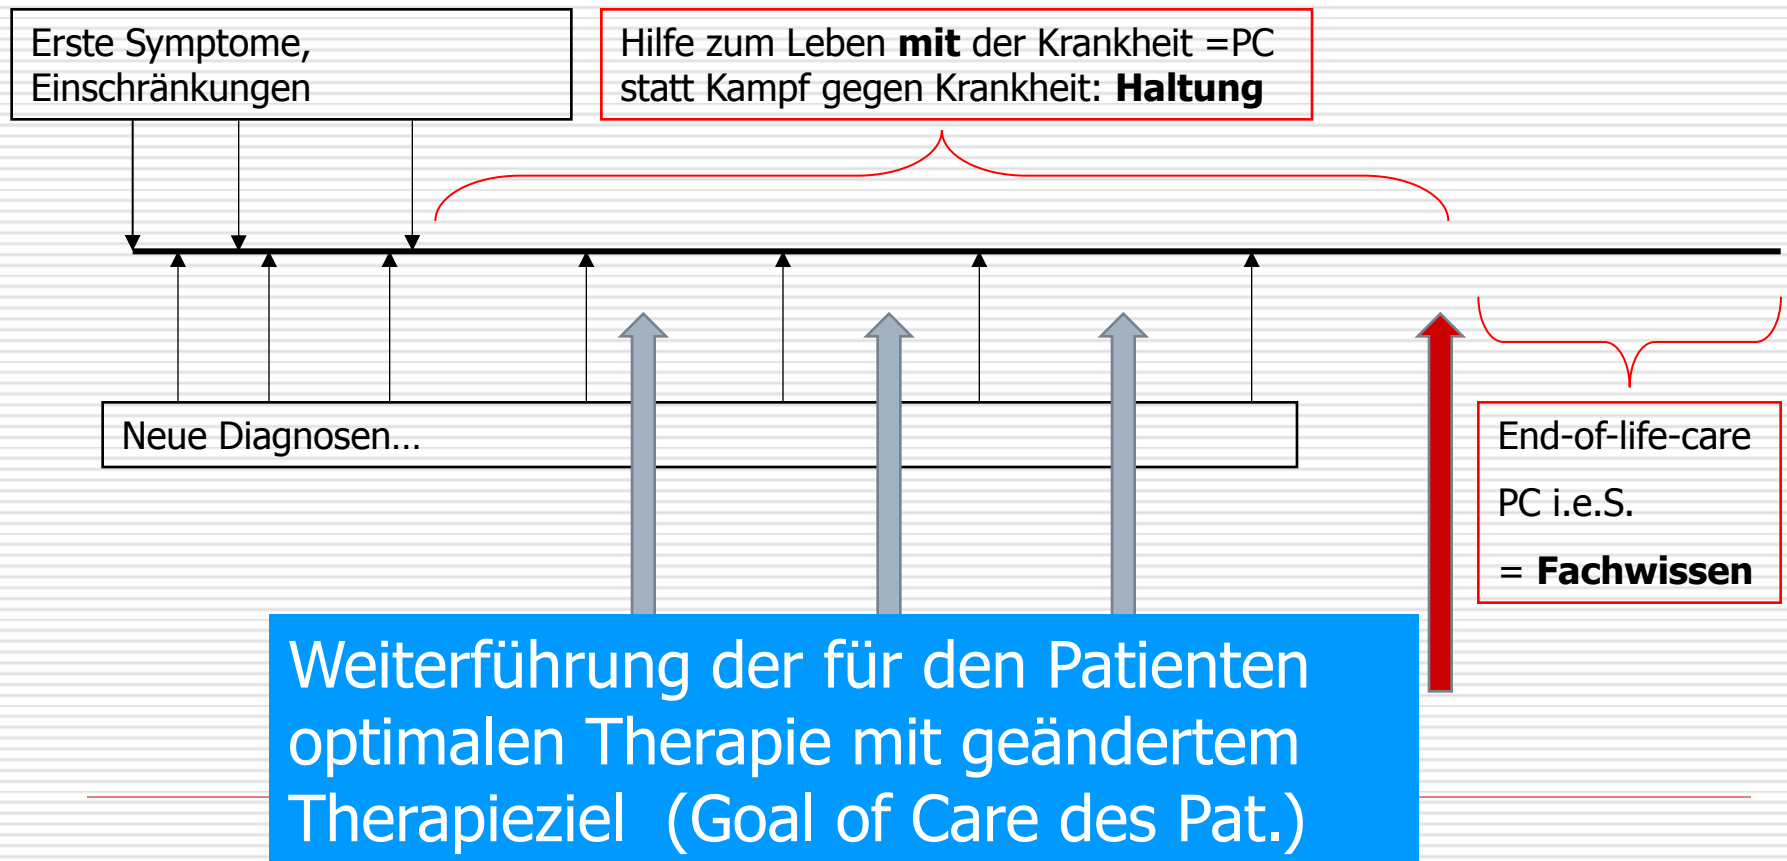 Erste Symptome,
Einschränkungen
Hilfe zum Leben mit der Krankheit =PC
statt Kampf gegen Krankheit: Haltung
Neue Diagnosen…
End-of-life-care
PC i.e.S.
= Fachwissen
Weiterführung der für den Patienten
optimalen Therapie mit geändertem
Therapieziel (Goal of Care des Pat.)